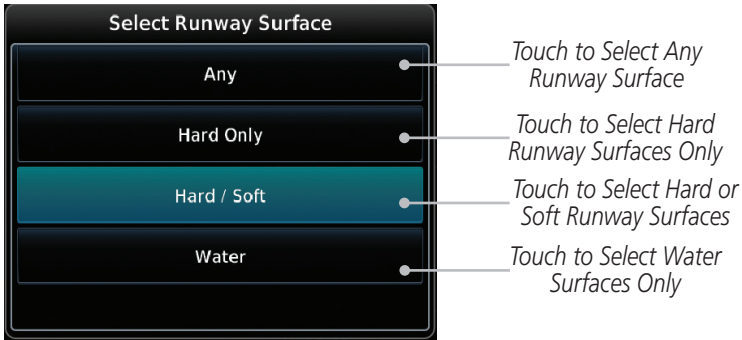 Select Runway Surface
Any
Touch to Select Any
Runway Surface
Hard Only
Touch to Select Hard
Runway Surfaces Only
Hard / Soft
Touch to Select Hard or
Soft Runway Surfaces
Water
Touch to Select Water
Surfaces Only